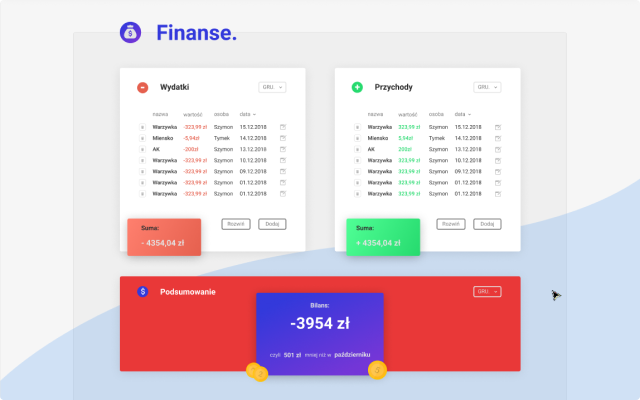 Finanse.
Wydatki
GRU.
nazwa wartość osoba data
Warzywka -323,99 zł Szymon 15.12.2018
Miensko -5,94zł Tymek 14.12.2018
AK -200zł Szymon 13.12.2018
Warzywka -323,99 zł Szymon 10.12.2018
Warzywka -323,99 zł Szymon 09.12.2018
Warzywka -323,99 zł Szymon 01.12.2018
Warzywka -323,99 zł Szymon 01.12.2018
Suma:
- 4354,04 zł
Rozwiń
Dodaj
Przychody
GRU.
nazwa wartość osoba data
Warzywka 323,99 zł Szymon 15.12.2018
Miensko 5,94zł Tymek 14.12.2018
AK 200zł Szymon 13.12.2018
Warzywka 323,99 zł Szymon 10.12.2018
Warzywka 323,99 zł Szymon 09.12.2018
Warzywka 323,99 zł Szymon 01.12.2018
Warzywka 323,99 zł Szymon 01.12.2018
Suma:
+ 4354,04 zł
Rozwiń
Dodaj
Podsumowanie
GRU.
Bilans:
-3954 zł
czyli 501 zł mniej niż w październiku